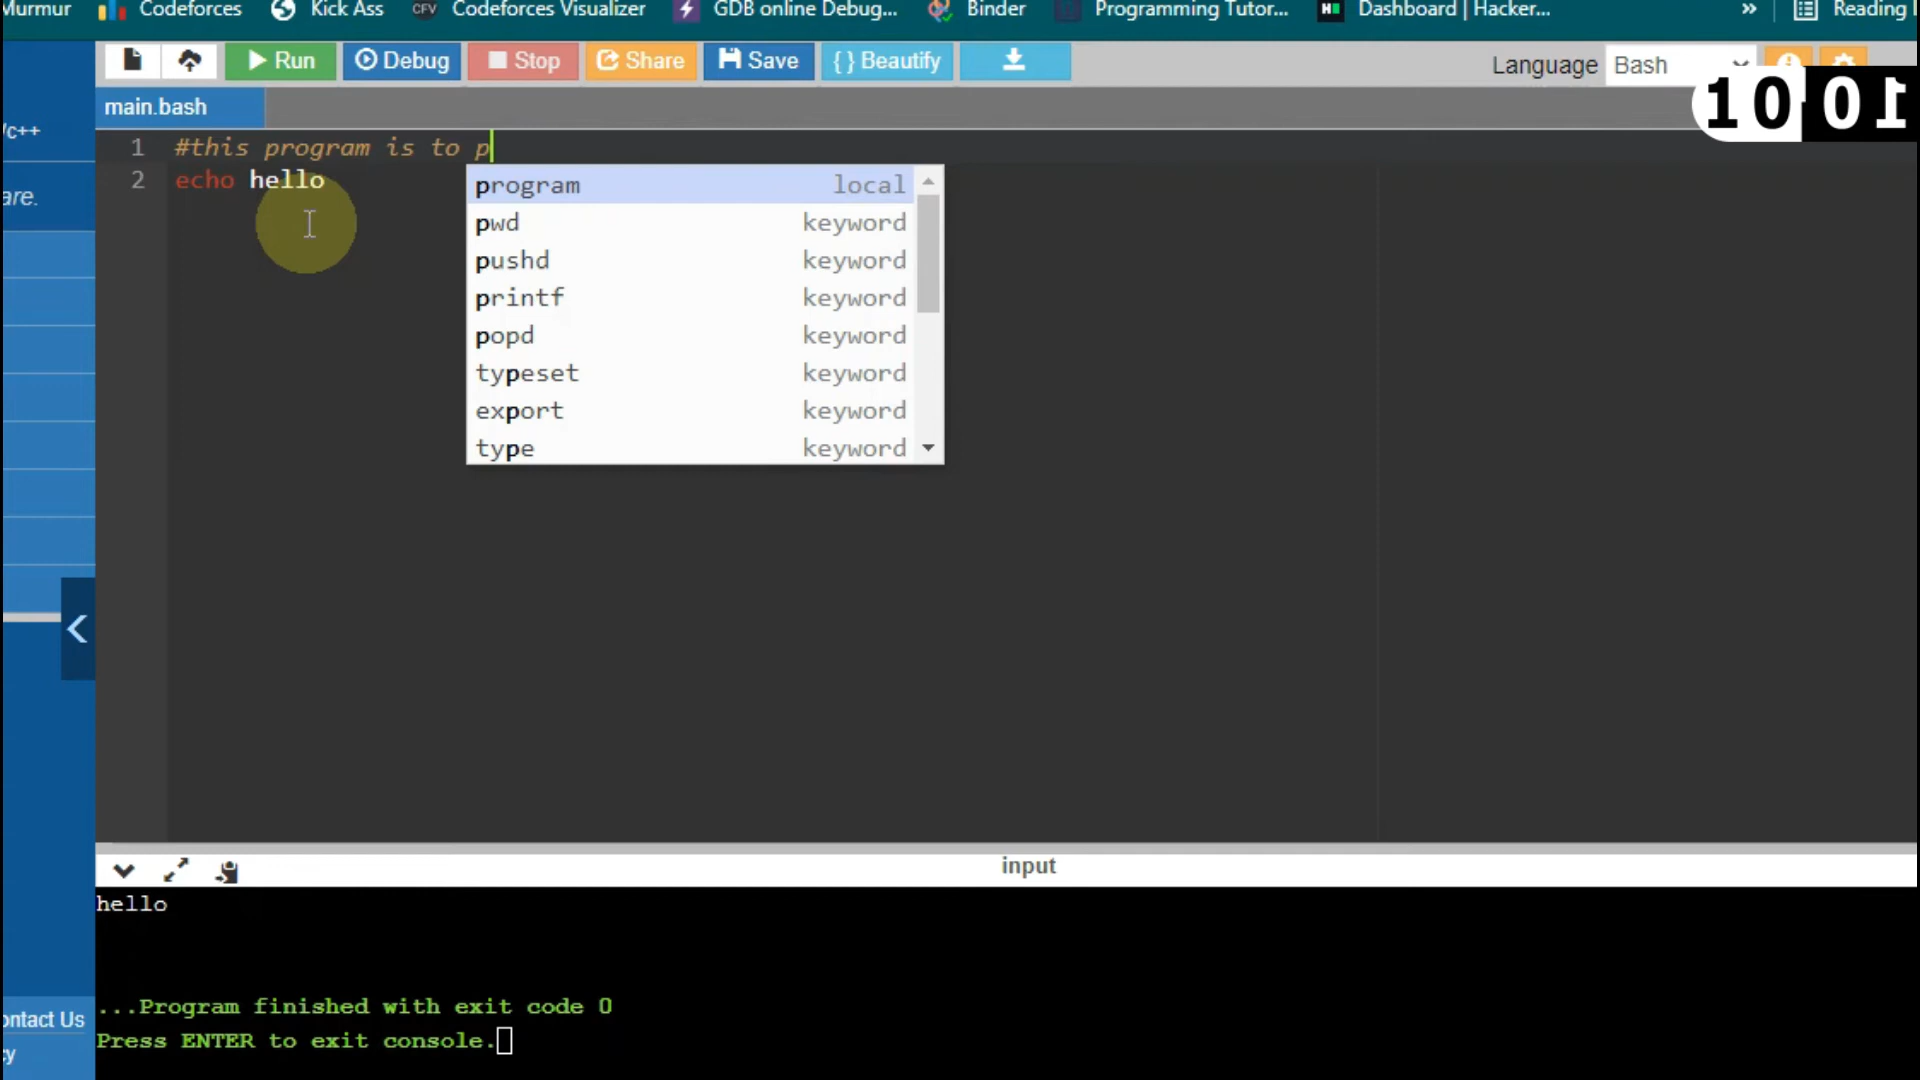 Murmur Codeforces Kick Ass CFV Codeforces Visualizer GDB online Debug... Binder Programming Tutor... H Dashboard | Hacker... » Reading
Run Debug Stop Share Save {} Beautify Language Bash
10 01
main.bash
/c++
are.
1 #this program is to p
2 echo hello
program local
pwd keyword
pushd keyword
printf keyword
popd keyword
typeset keyword
export keyword
type keyword
input
hello
...Program finished with exit code 0
Press ENTER to exit console.
ontact Us
cy